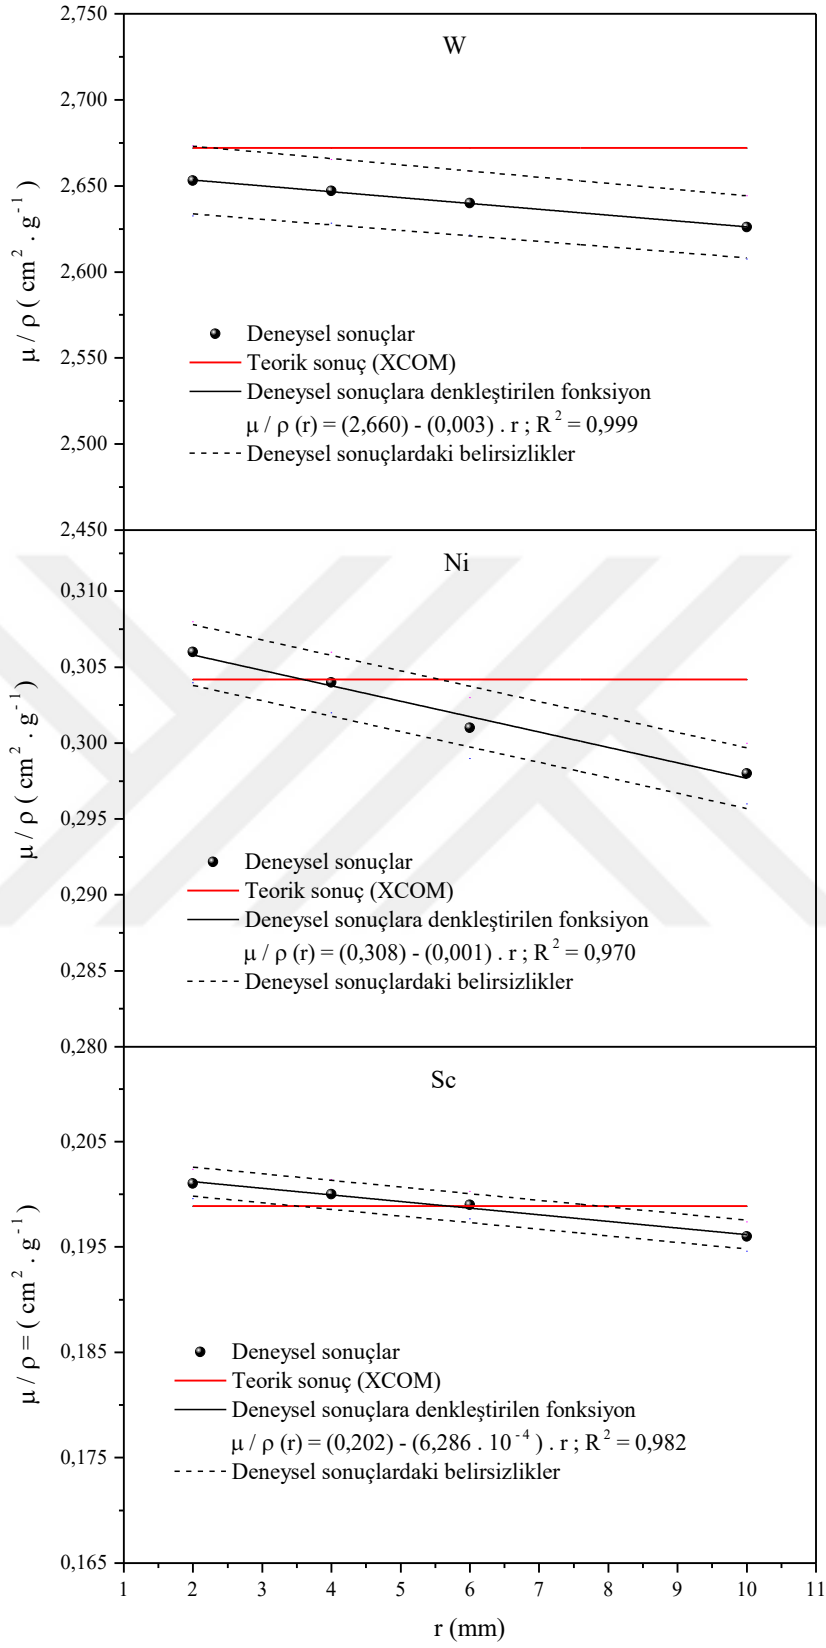 2,750
W
2,700
2,650
2,600
2,550
2,500
2,450
μ / ρ ( cm² · g⁻¹ )
Deneysel sonuçlar
Teorik sonuç (XCOM)
Deneysel sonuçlara denkleştirilen fonksiyon
μ / ρ (r) = (2,660) - (0,003) . r ; R² = 0,999
Deneysel sonuçlardaki belirsizlikler
Ni
0,310
0,305
0,300
0,295
0,290
0,285
0,280
μ / ρ ( cm² · g⁻¹ )
Deneysel sonuçlar
Teorik sonuç (XCOM)
Deneysel sonuçlara denkleştirilen fonksiyon
μ / ρ (r) = (0,308) - (0,001) . r ; R² = 0,970
Deneysel sonuçlardaki belirsizlikler
Sc
0,205
0,195
0,185
0,175
0,165
μ / ρ = ( cm² · g⁻¹ )
Deneysel sonuçlar
Teorik sonuç (XCOM)
Deneysel sonuçlara denkleştirilen fonksiyon
μ / ρ (r) = (0,202) - (6,286 . 10⁻⁴ ) . r ; R² = 0,982
Deneysel sonuçlardaki belirsizlikler
1 2 3 4 5 6 7 8 9 10 11
r (mm)